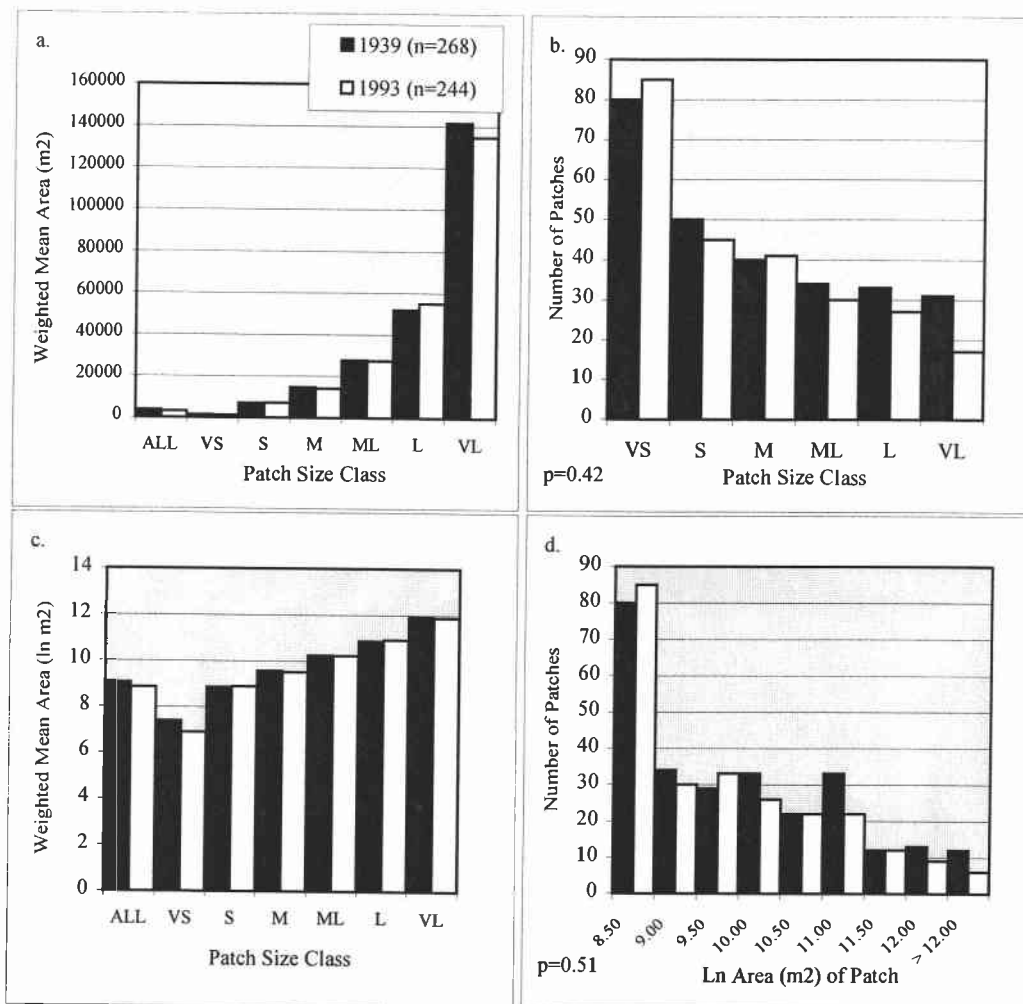 a.
1939 (n=268)
1993 (n=244)
160000
140000
120000
100000
80000
60000
40000
20000
0
Weighted Mean Area (m2)
ALL VS S M ML L VL
Patch Size Class
b.
90
80
70
60
50
40
30
20
10
0
Number of Patches
VS S M ML L VL
p=0.42
Patch Size Class
c.
14
12
10
8
6
4
2
0
Weighted Mean Area (ln m2)
ALL VS S M ML L VL
Patch Size Class
d.
90
80
70
60
50
40
30
20
10
0
Number of Patches
8.50 9.00 9.50 10.00 10.50 11.00 11.50 12.00 > 12.00
p=0.51
Ln Area (m2) of Patch